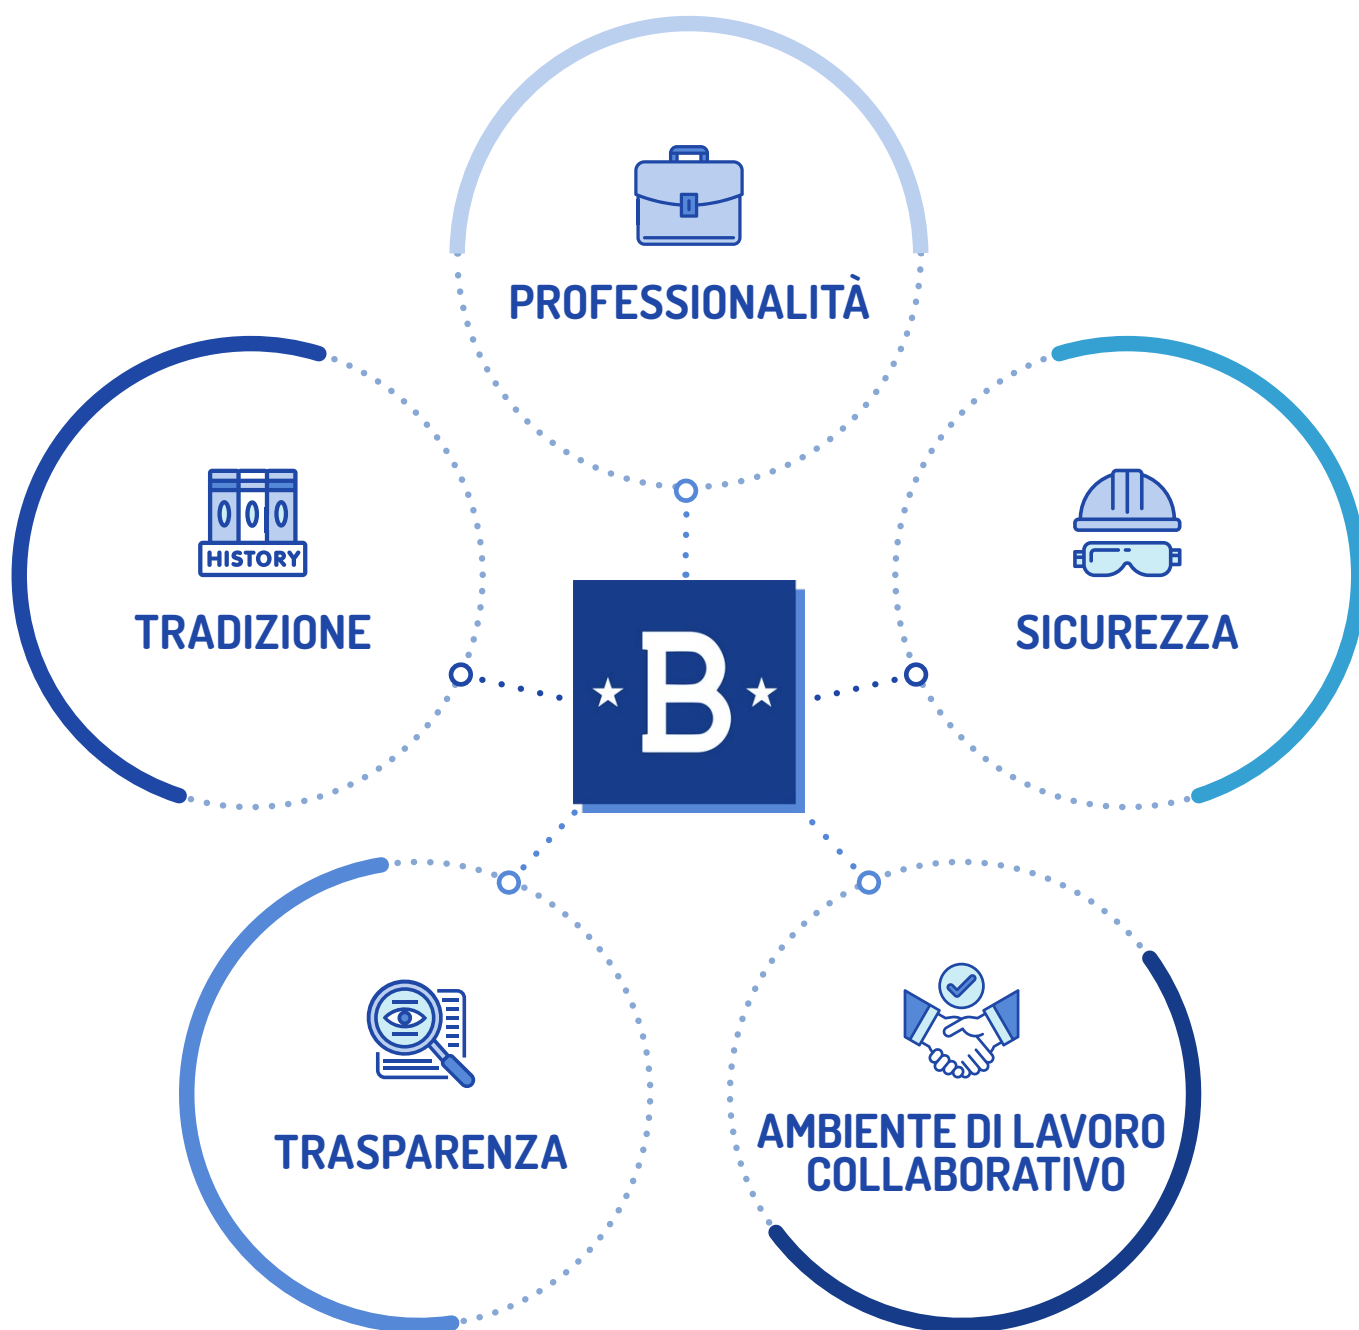 PROFESSIONALITÀ
HISTORY
TRADIZIONE
SICUREZZA
B
TRASPARENZA
AMBIENTE DI LAVORO
COLLABORATIVO